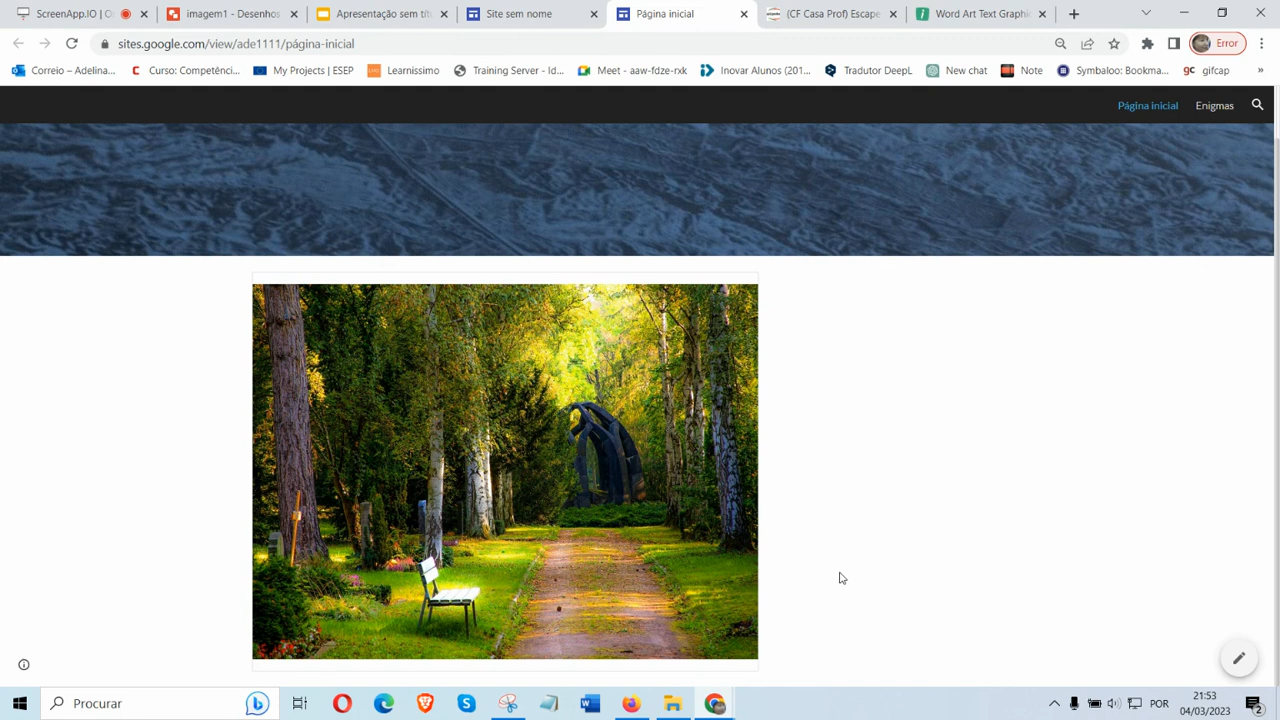 ScreenApp.IO | O
imagem1 - Desenhos
Apresentação sem tít
Site sem nome
Página inicial
(CF Casa Prof) Escape
Word Art Text Graphic
sites.google.com/view/ade1111/página-inicial
Error
Correio – Adelina...
Curso: Competênci...
My Projects | ESEP
Learnissimo
Training Server - Id...
Meet - aaw-fdze-rxk
Inovar Alunos (201...
Tradutor DeepL
New chat
Note
Symbaloo: Bookma...
gifcap
»
Página inicial
Enigmas
Procurar
POR
21:53
04/03/2023
2